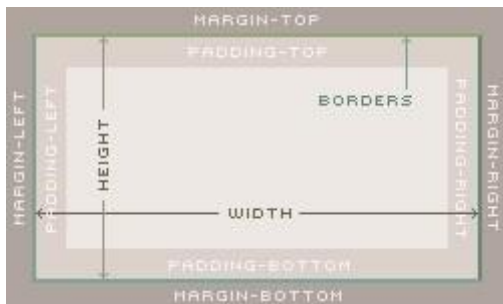 MARGIN-TOP
PADDING-TOP
BORDERS
MARGIN-LEFT
PADDING-LEFT
HEIGHT
PADDING-RIGHT
MARGIN-RIGHT
WIDTH
PADDING-BOTTOM
MARGIN-BOTTOM